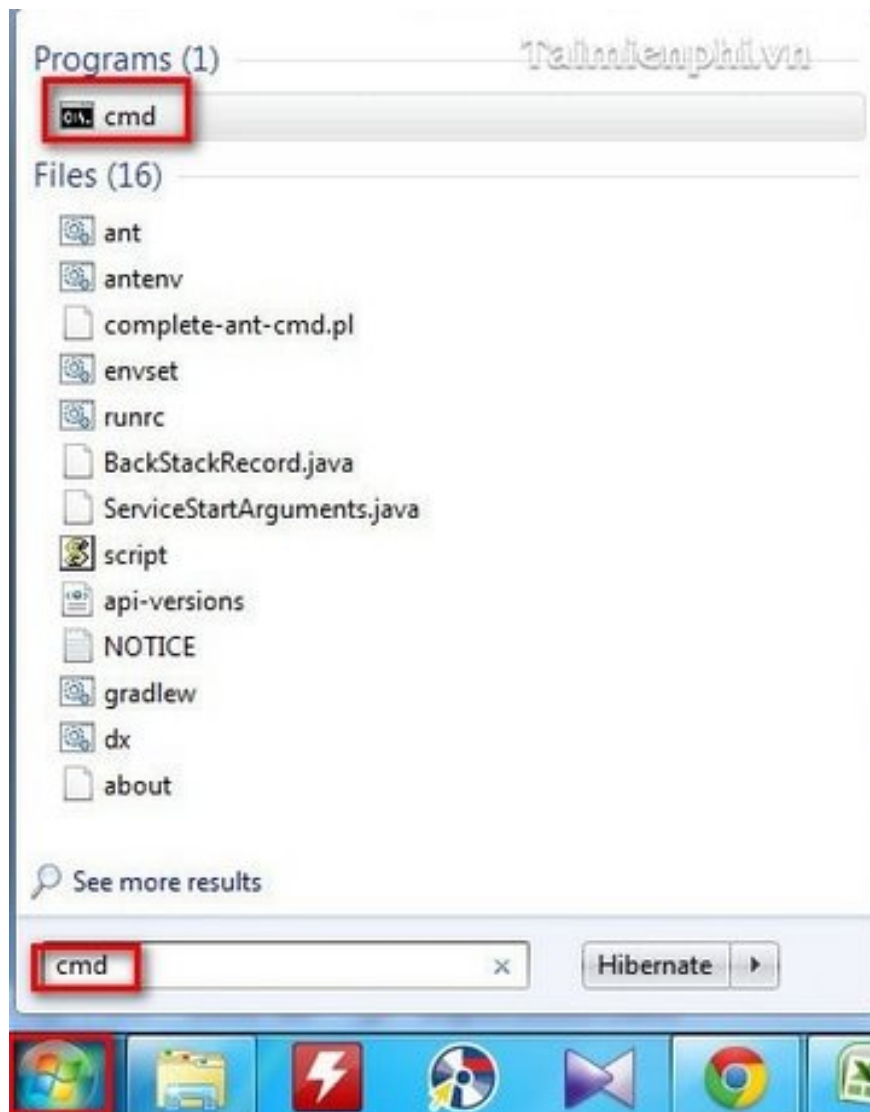 Programs (1)
Taimienphi.vn
cmd
Files (16)
ant
antenv
complete-ant-cmd.pl
envset
runrc
BackStackRecord.java
ServiceStartArguments.java
script
api-versions
NOTICE
gradlew
dx
about
See more results
cmd
Hibernate